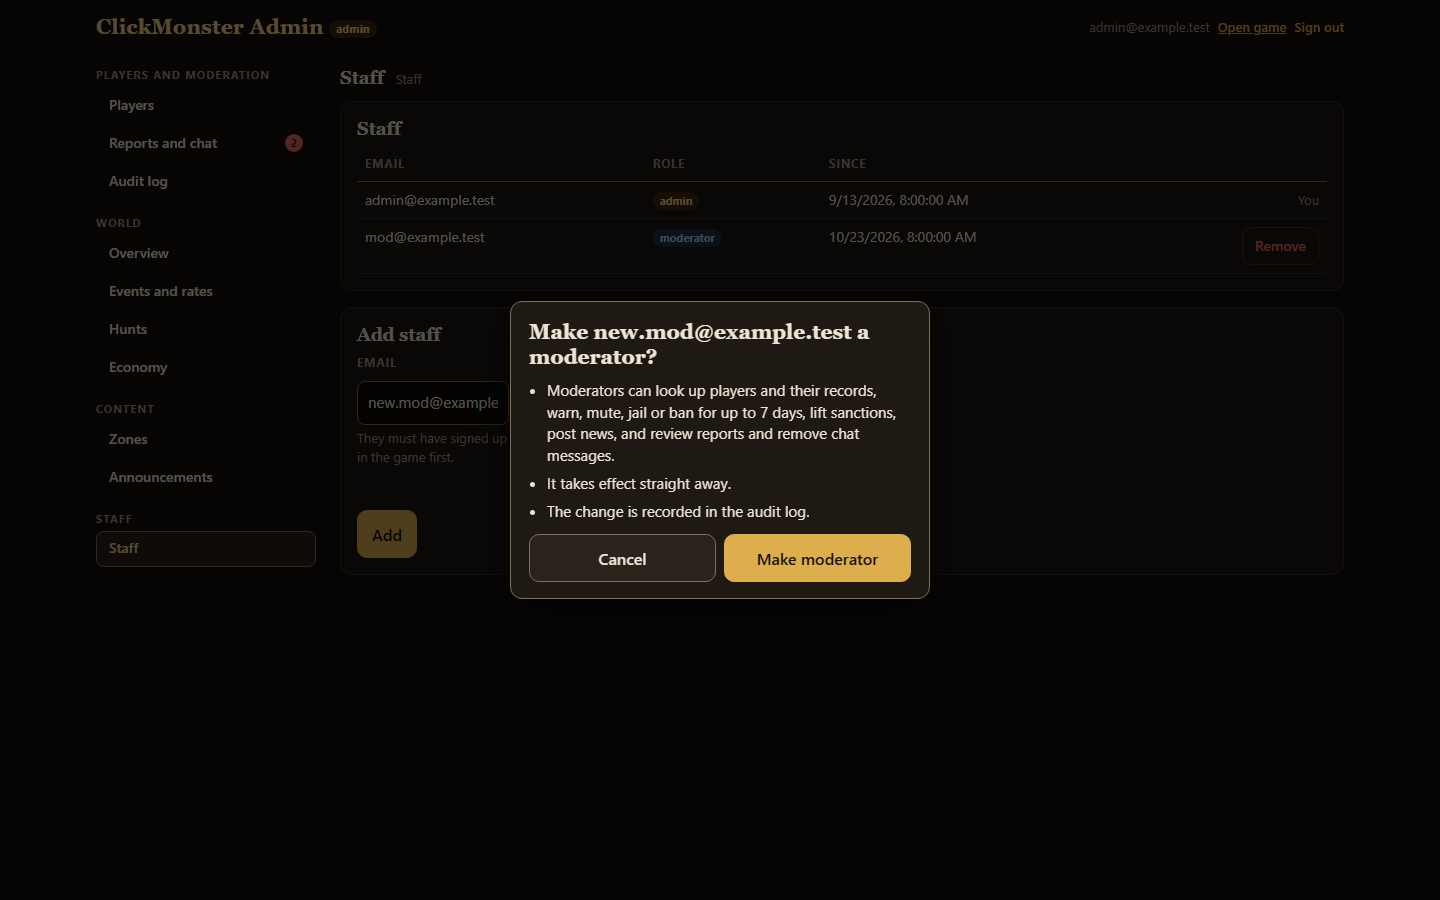 ClickMonster Admin admin
admin@example.test Open game Sign out
PLAYERS AND MODERATION
Players
Reports and chat 2
Audit log
WORLD
Overview
Events and rates
Hunts
Economy
CONTENT
Zones
Announcements
STAFF
Staff
Staff Staff
Staff
EMAIL ROLE SINCE
admin@example.test admin 9/13/2026, 8:00:00 AM You
mod@example.test moderator 10/23/2026, 8:00:00 AM Remove
Add staff
EMAIL
new.mod@example
They must have signed up
in the game first.
Add
Make new.mod@example.test a
moderator?
Moderators can look up players and their records,
warn, mute, jail or ban for up to 7 days, lift sanctions,
post news, and review reports and remove chat
messages.
It takes effect straight away.
The change is recorded in the audit log.
Cancel Make moderator